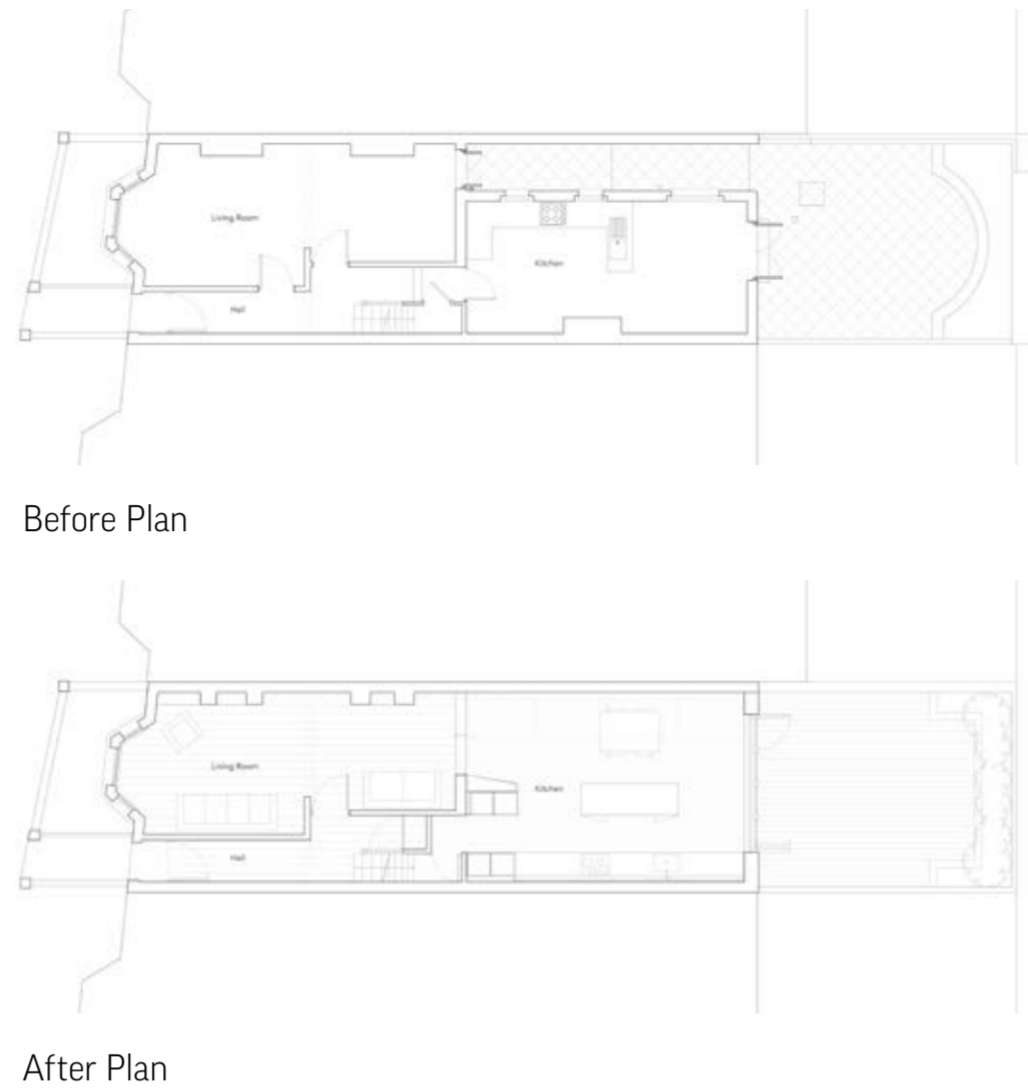 Living Room
Kitchen
Hall
Before Plan
Living Room
Kitchen
Hall
After Plan